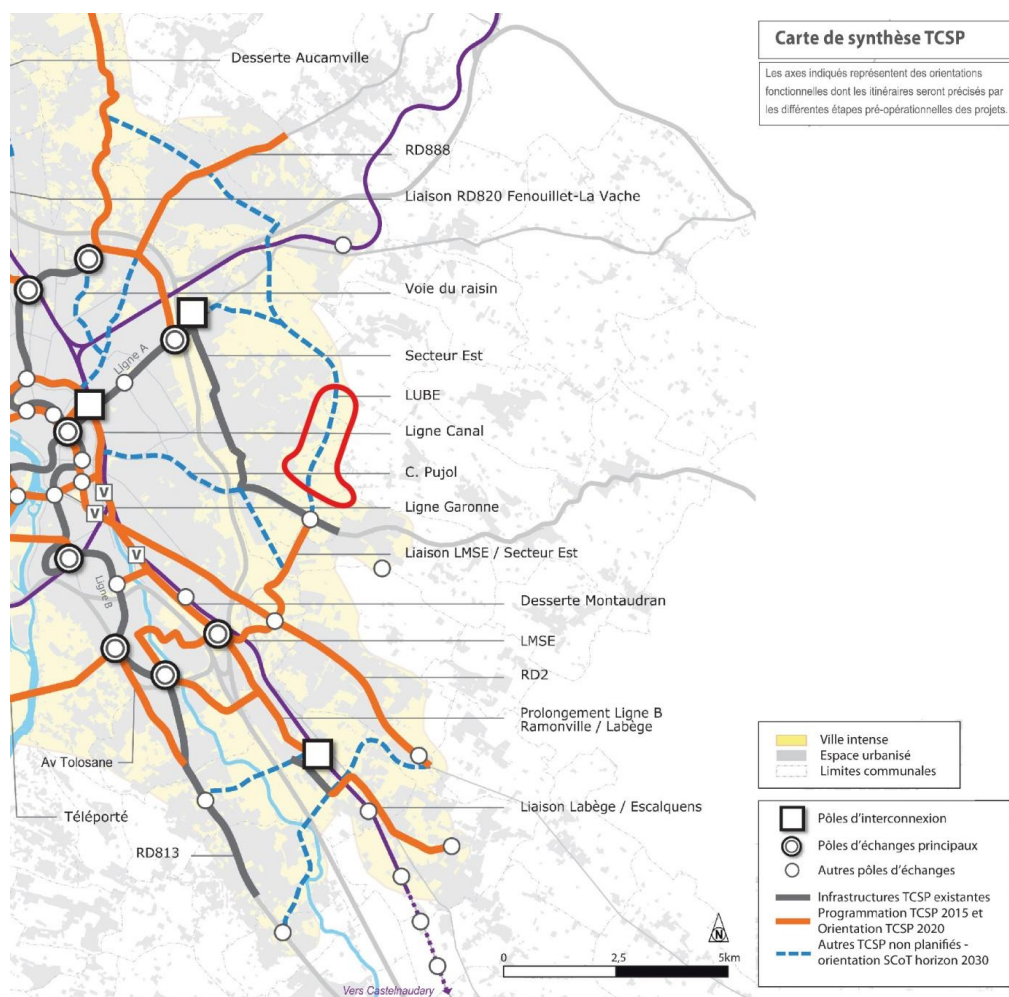 Carte de synthèse TCSP
Les axes indiqués représentent des orientations
fonctionnelles dont les itinéraires seront précisés par
les différentes étapes pré-opérationnelles des projets.
Desserte Aucamville
RD888
Liaison RD820 Fenouillet-La Vache
Voie du raisin
Ligne A
Secteur Est
LUBE
Ligne Canal
C. Pujol
V
Ligne Garonne
V
V
Liaison LMSE / Secteur Est
Ligne B
Desserte Montaudran
LMSE
RD2
Prolongement Ligne B
Ramonville / Labège
Av Tolosane
Liaison Labège / Escalquens
Téléporté
RD813
Vers Castelnaudary
N
0
2,5
5km
Ville intense
Espace urbanisé
Limites communales
Pôles d'interconnexion
Pôles d'échanges principaux
Autres pôles d'échanges
Infrastructures TCSP existantes
Programmation TCSP 2015 et
Orientation TCSP 2020
Autres TCSP non planifiés -
orientation SCoT horizon 2030